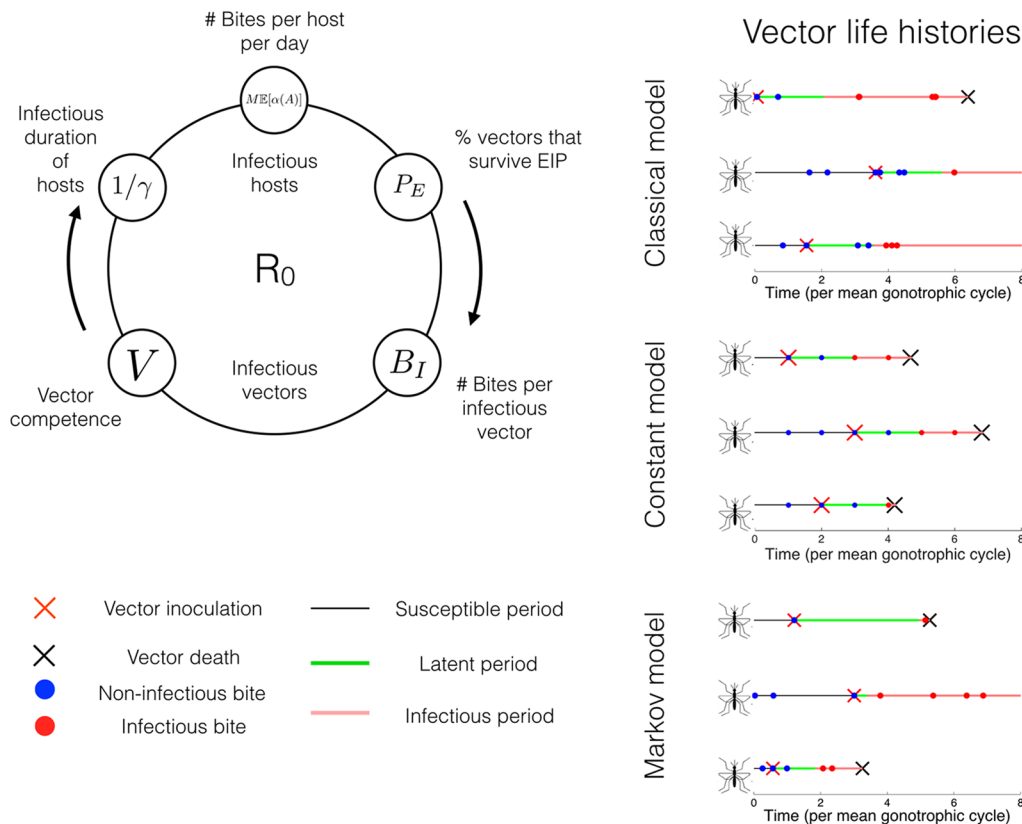 # Bites per host
per day
Vector life histories
M𝔼[α(A)]
Infectious
duration
of
hosts
% vectors that
survive EIP
1/γ
Infectious
hosts
P_E
R₀
V
Infectious
vectors
B_I
Vector
competence
# Bites per
infectious
vector
Classical model
0 2 4 6 8
Time (per mean gonotrophic cycle)
Constant model
0 2 4 6 8
Time (per mean gonotrophic cycle)
Markov model
0 2 4 6 8
Time (per mean gonotrophic cycle)
Vector inoculation
Vector death
Non-infectious bite
Infectious bite
Susceptible period
Latent period
Infectious period